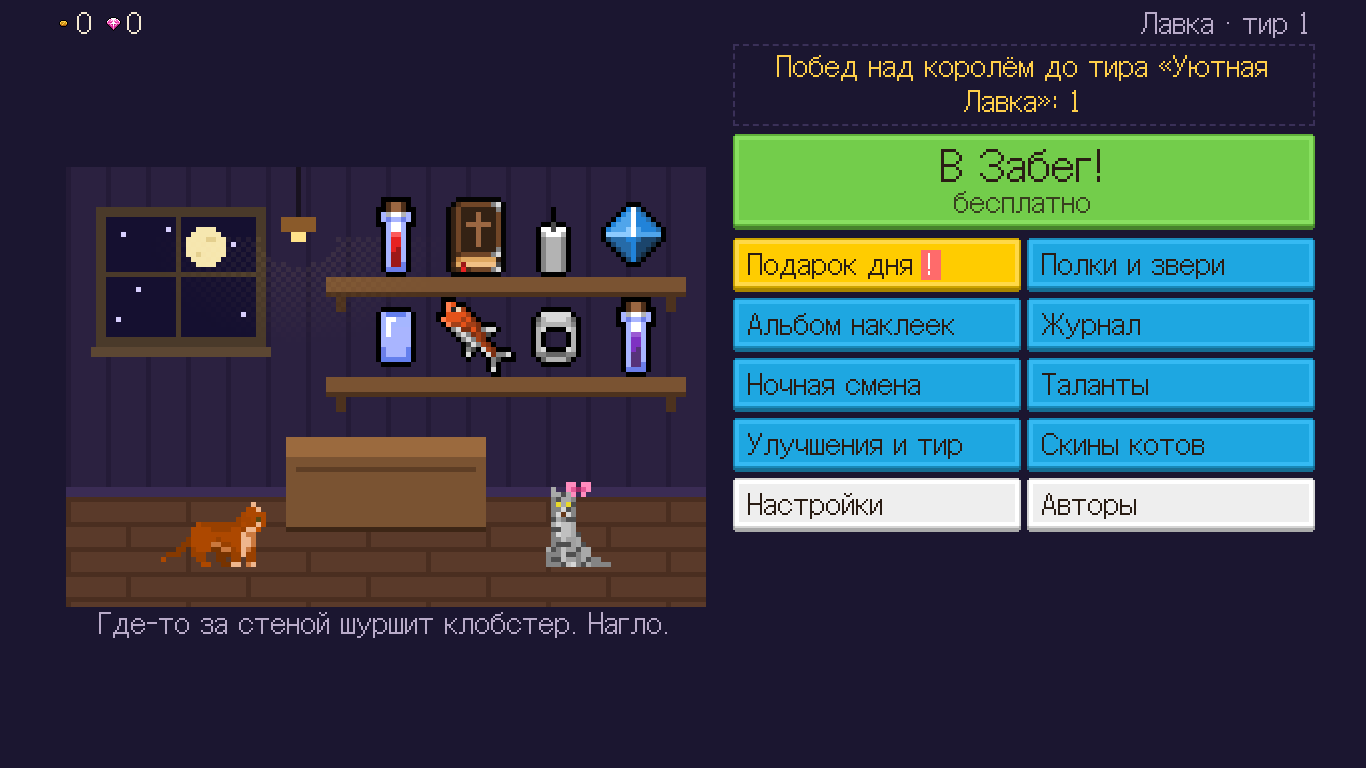 0 0
Лавка · тир 1
Побед над королём до тира «Уютная
Лавка»: 1
В Забег!
бесплатно
Подарок дня !
Полки и звери
Альбом наклеек
Журнал
Ночная смена
Таланты
Улучшения и тир
Скины котов
Настройки
Авторы
Где-то за стеной шуршит клобстер. Нагло.